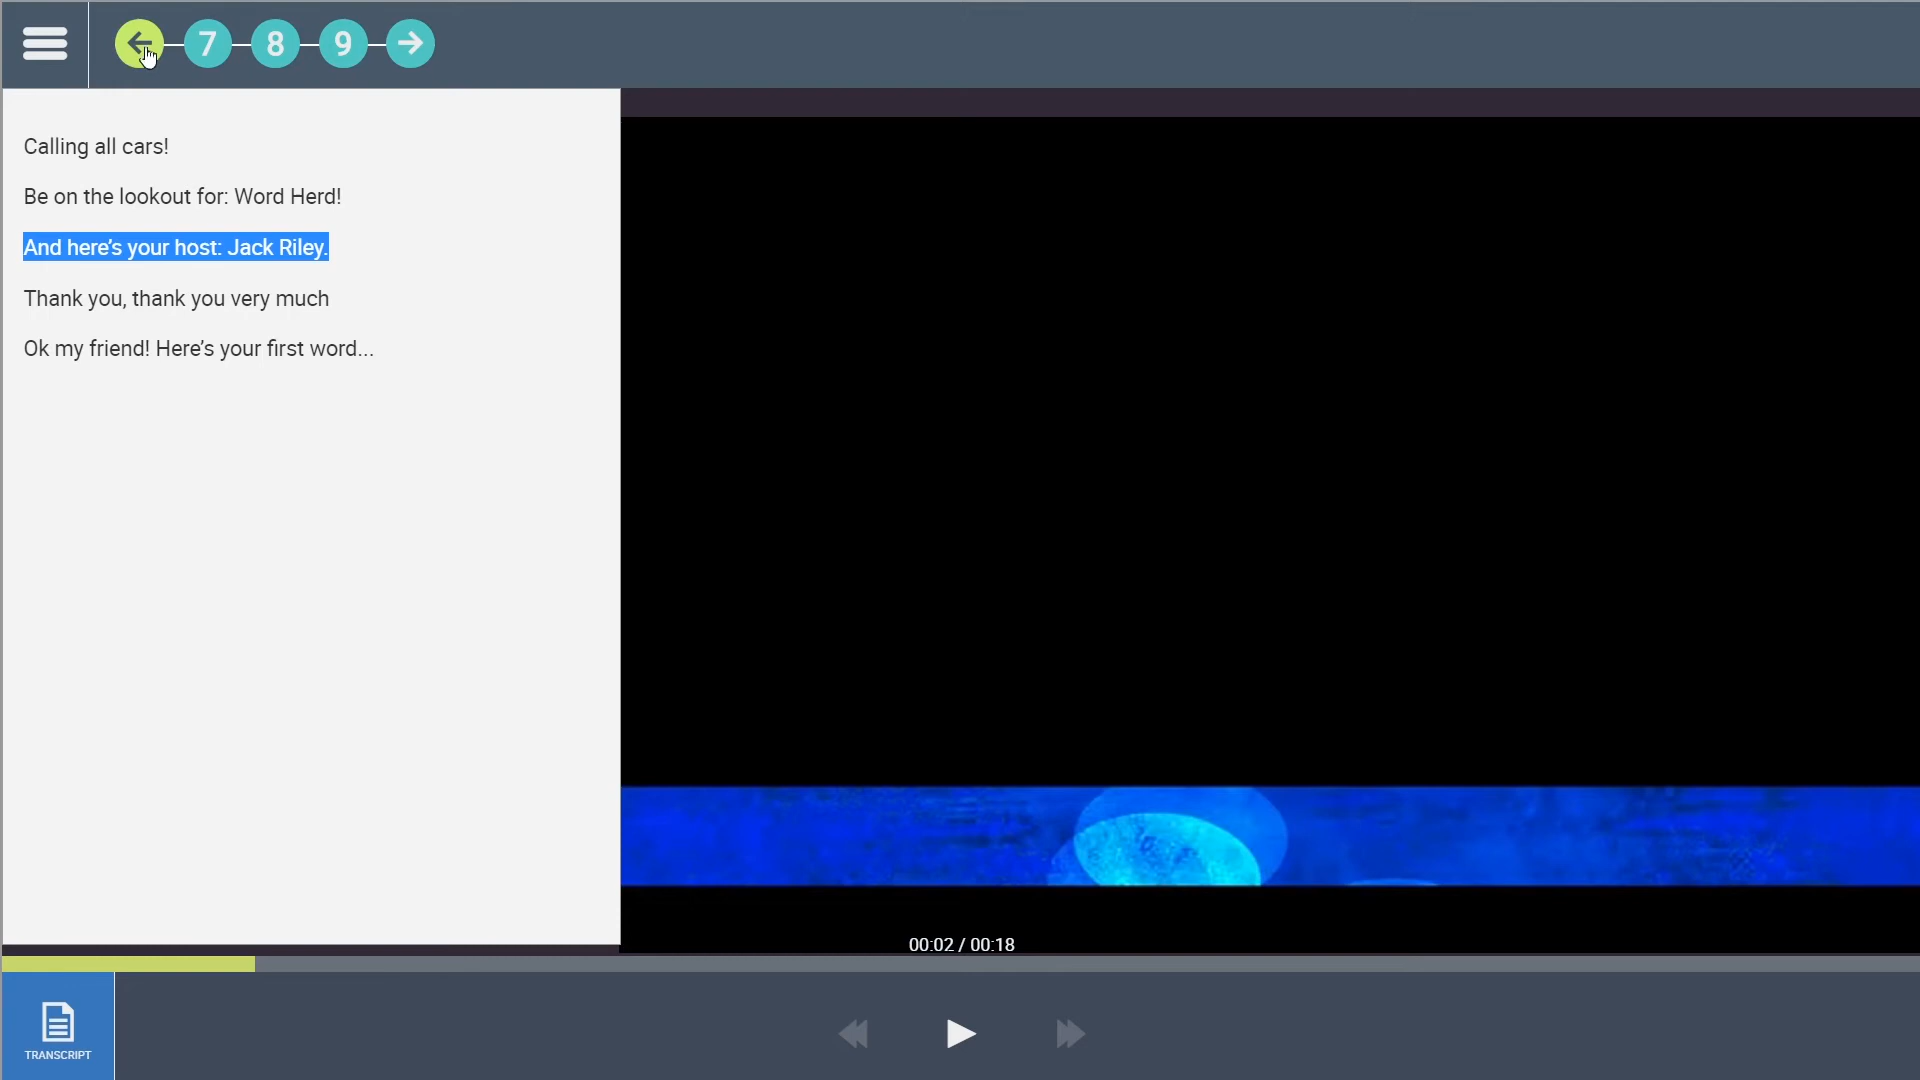 7 8 9
Calling all cars!
Be on the lookout for: Word Herd!
And here’s your host: Jack Riley.
Thank you, thank you very much
Ok my friend! Here’s your first word...
00:02 / 00:18
TRANSCRIPT